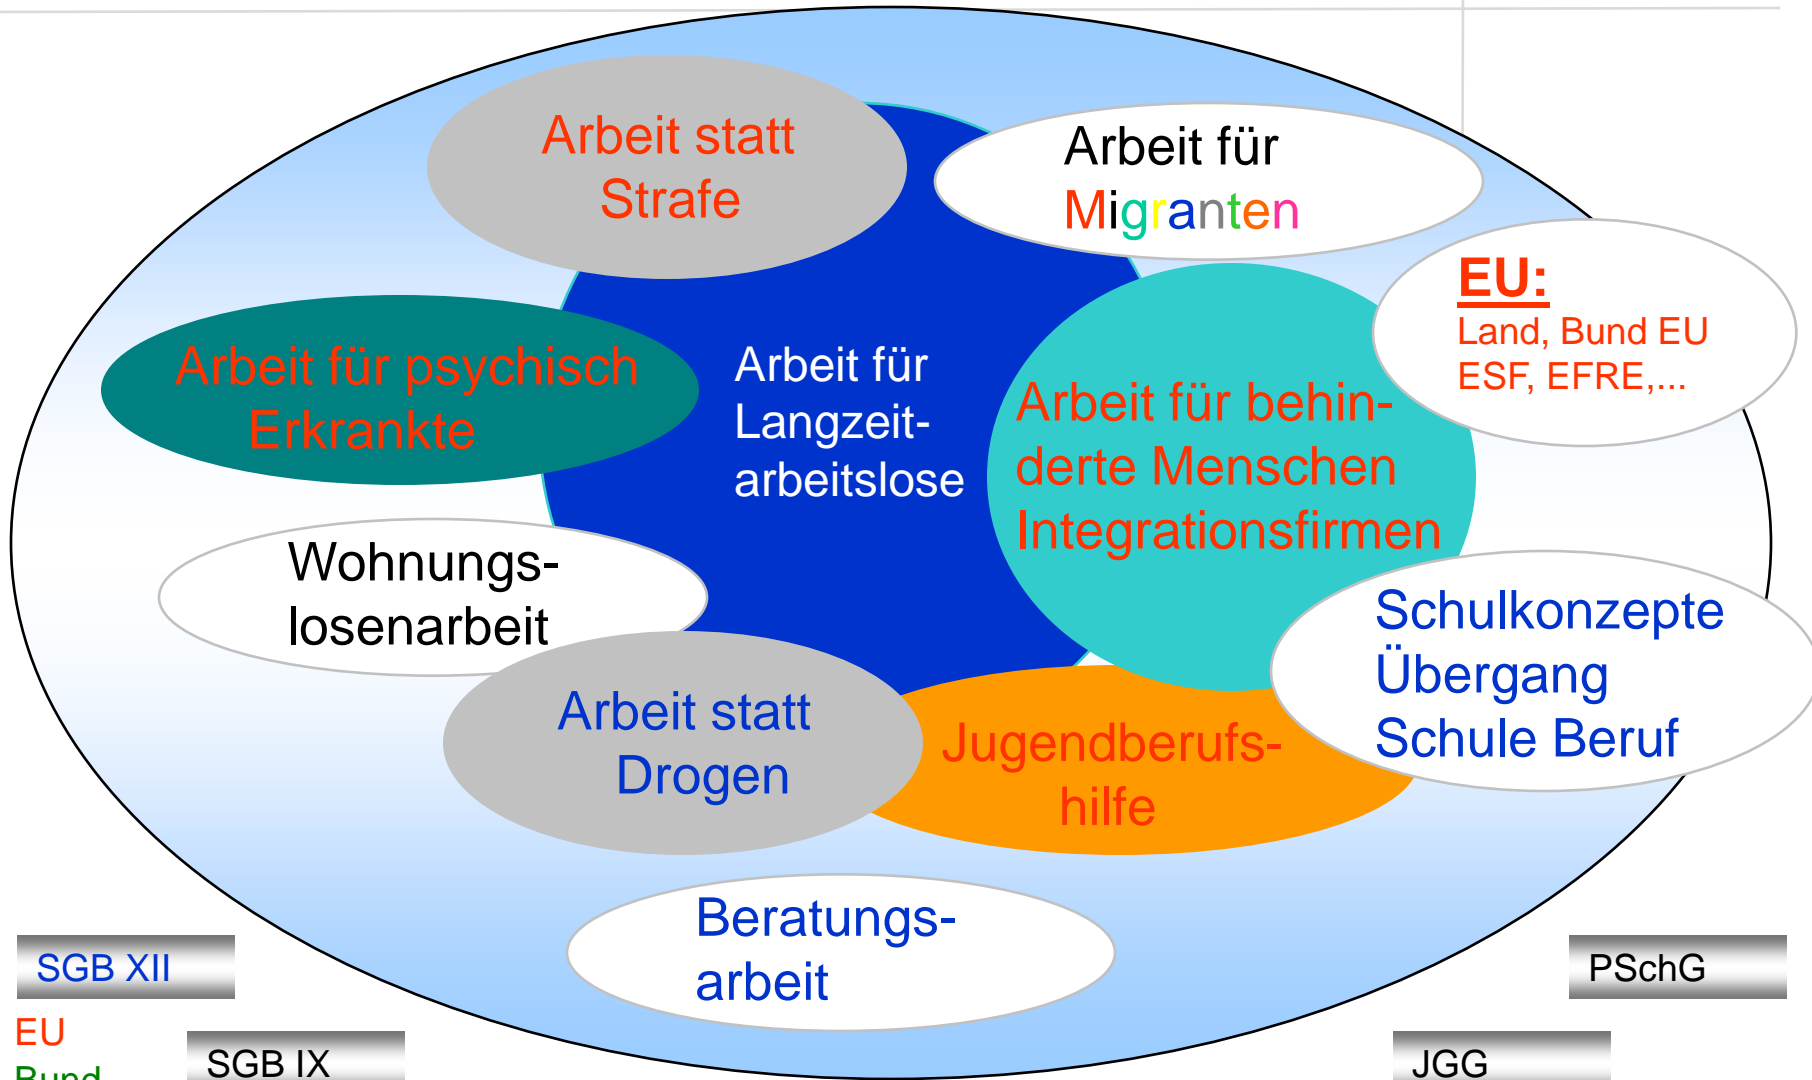 Arbeit statt
Strafe
Arbeit für
Migranten
EU:
Land, Bund EU
ESF, EFRE,...
Arbeit für psychisch
Erkrankte
Arbeit für
Langzeit-
arbeitslose
Arbeit für behin-
derte Menschen
Integrationsfirmen
Wohnungs-
losenarbeit
Schulkonzepte
Übergang
Schule Beruf
Arbeit statt
Drogen
Jugendberufs-
hilfe
Beratungs-
arbeit
SGB XII
PSchG
EU
Bund
SGB IX
JGG